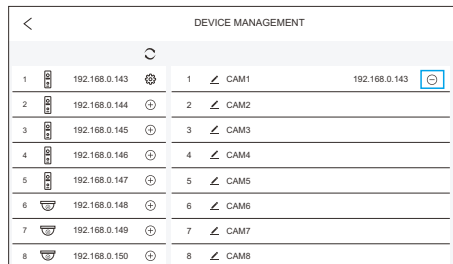 DEVICE MANAGEMENT
1 192.168.0.143 1 CAM1 192.168.0.143
2 192.168.0.144 2 CAM2
3 192.168.0.145 3 CAM3
4 192.168.0.146 4 CAM4
5 192.168.0.147 5 CAM5
6 192.168.0.148 6 CAM6
7 192.168.0.149 7 CAM7
8 192.168.0.150 8 CAM8